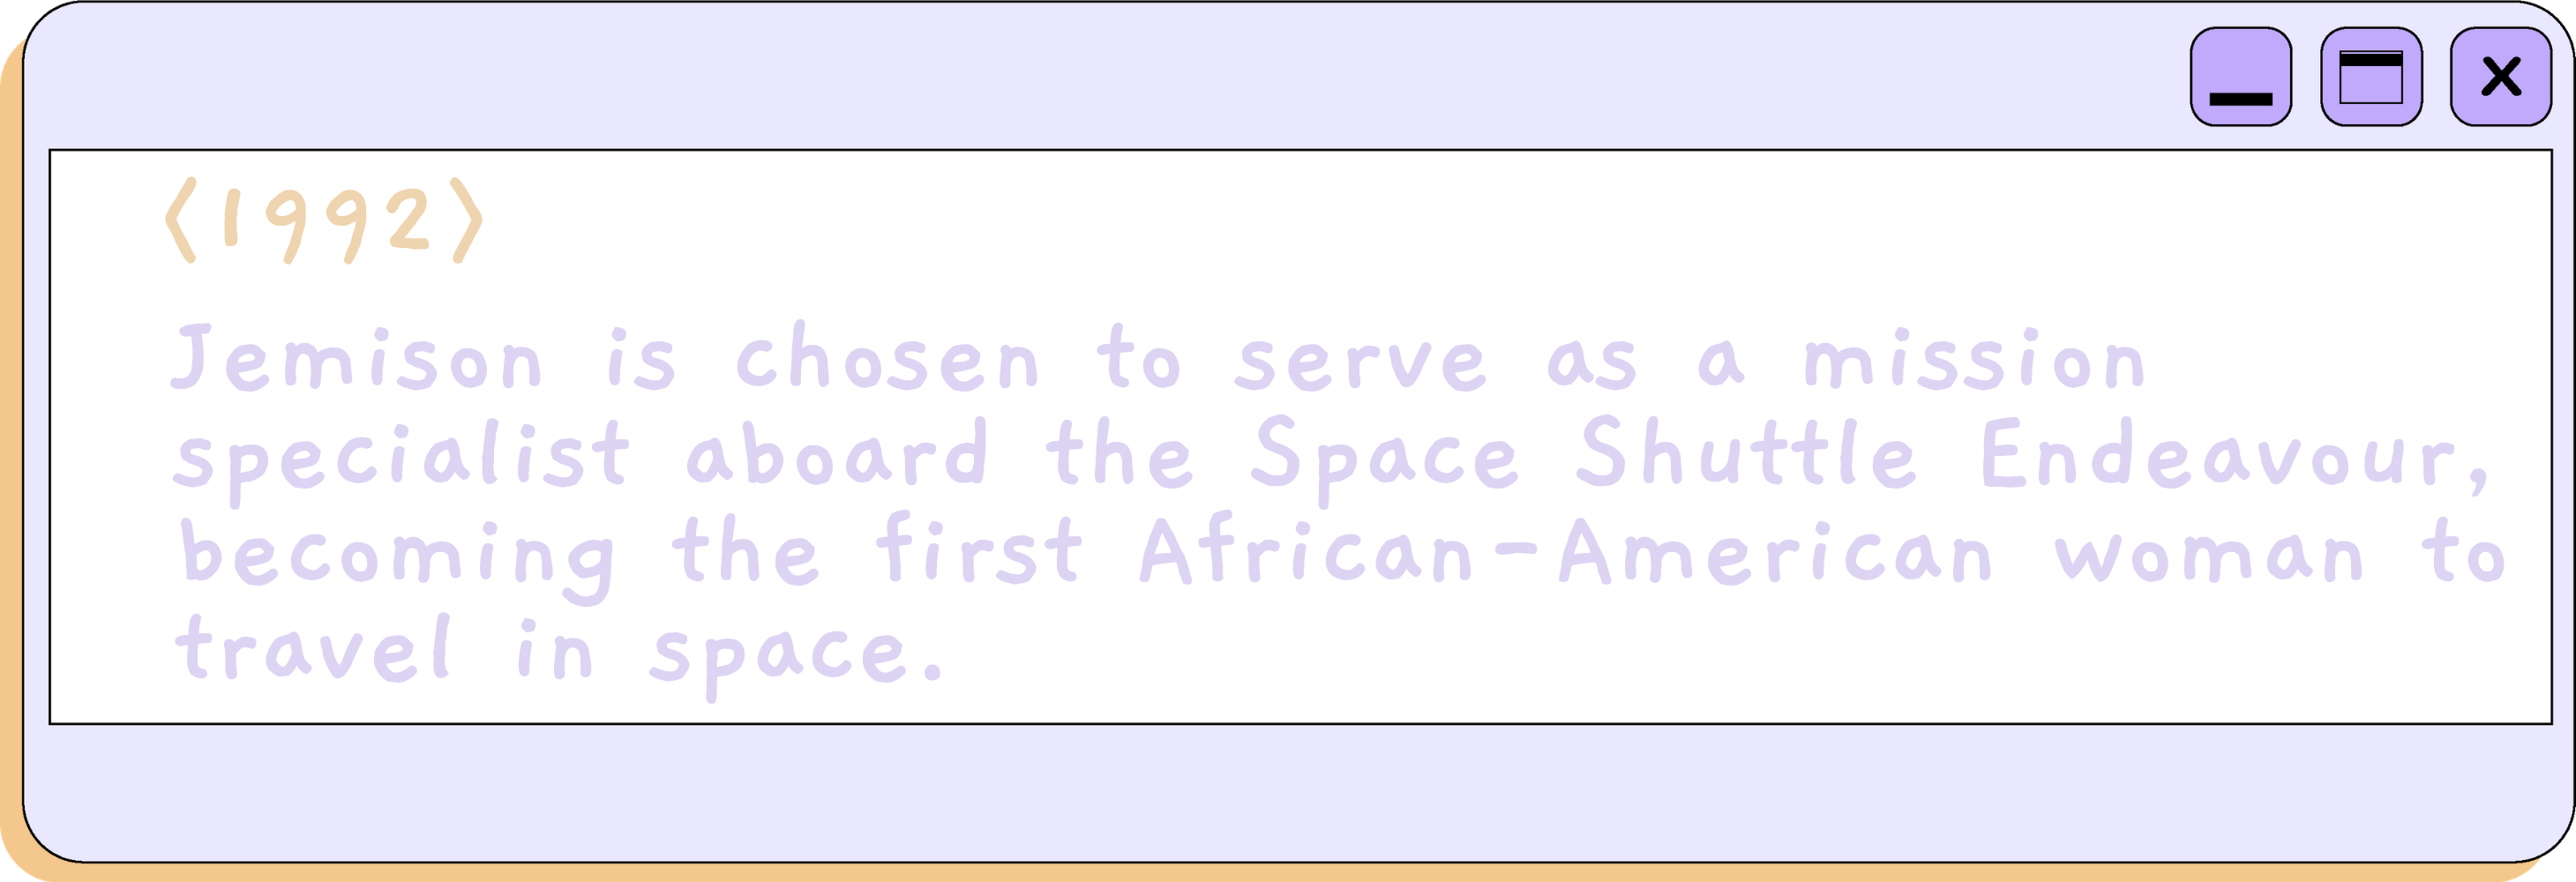 <1992>
Jemison is chosen to serve as a mission
specialist aboard the Space Shuttle Endeavour,
becoming the first African-American woman to
travel in space.